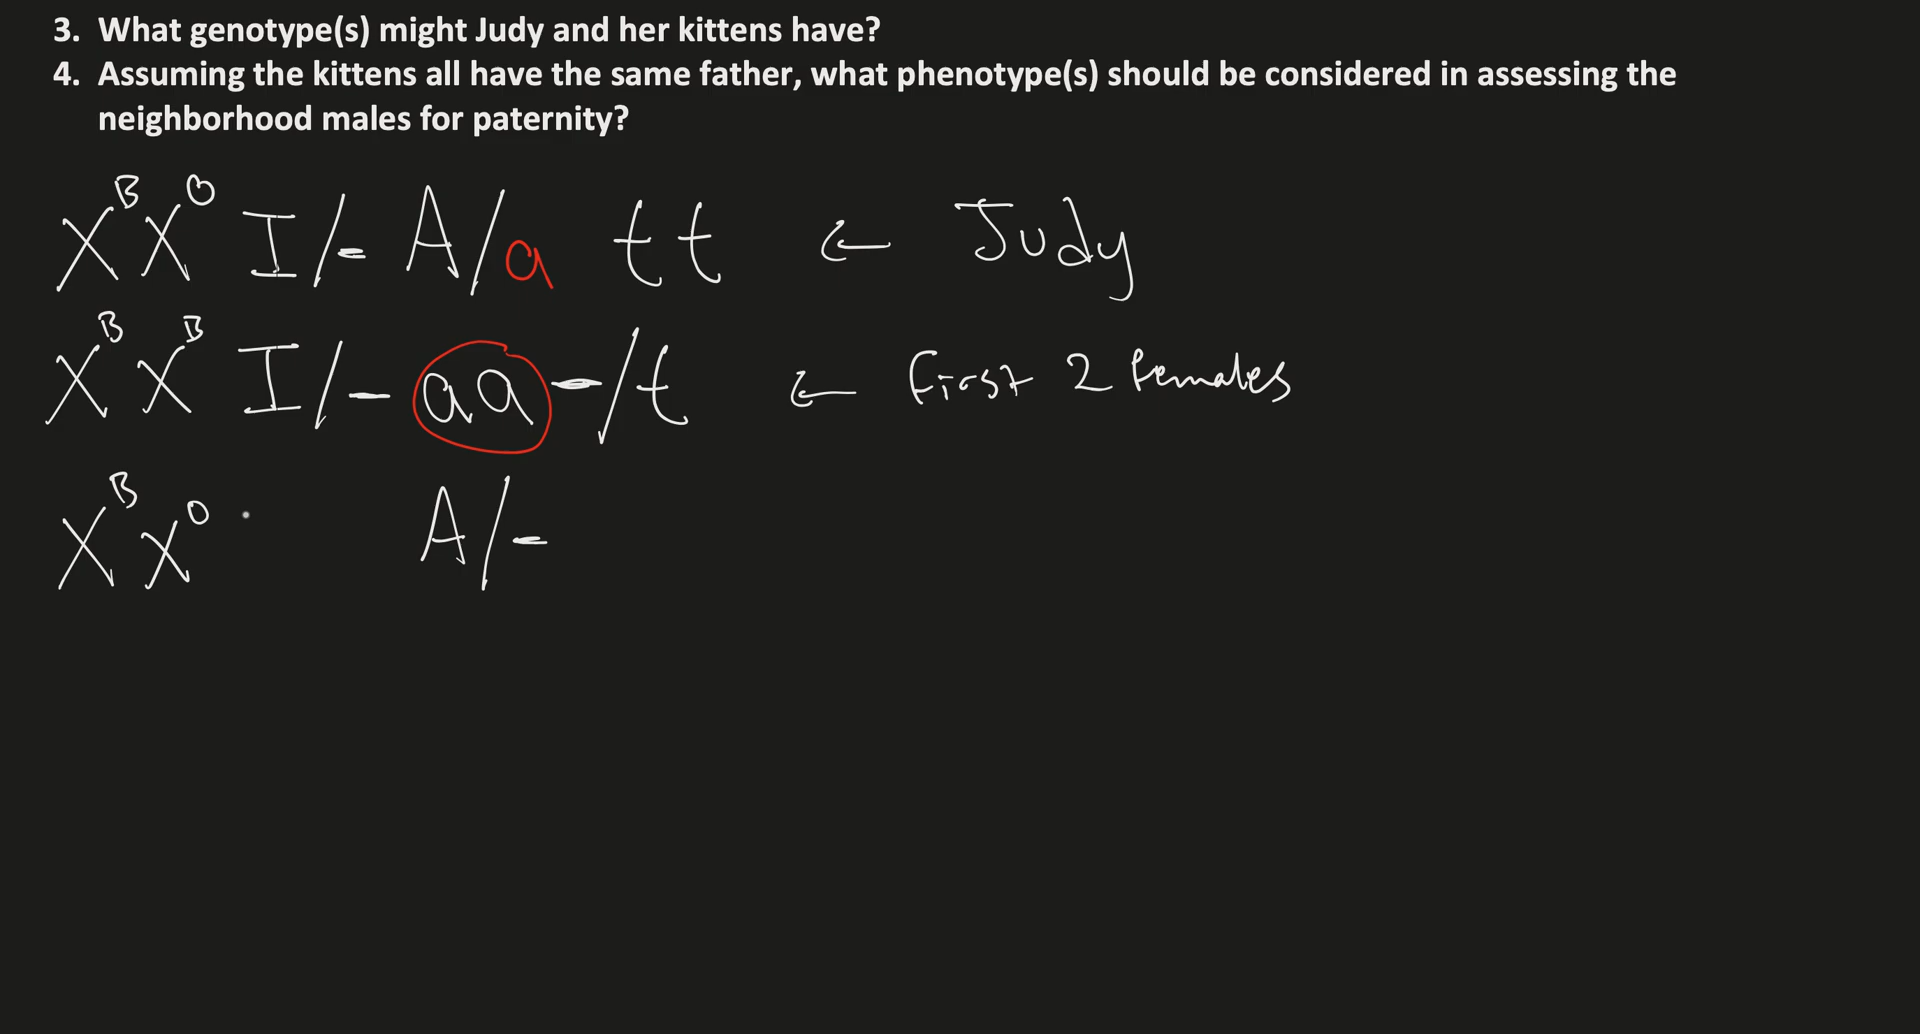 3. What genotype(s) might Judy and her kittens have?
4. Assuming the kittens all have the same father, what phenotype(s) should be considered in assessing the
neighborhood males for paternity?
X^B X^O I/- A/a tt ← Judy
X^B X^B I/- aa -/t ← First 2 females
X^B X^O A/-